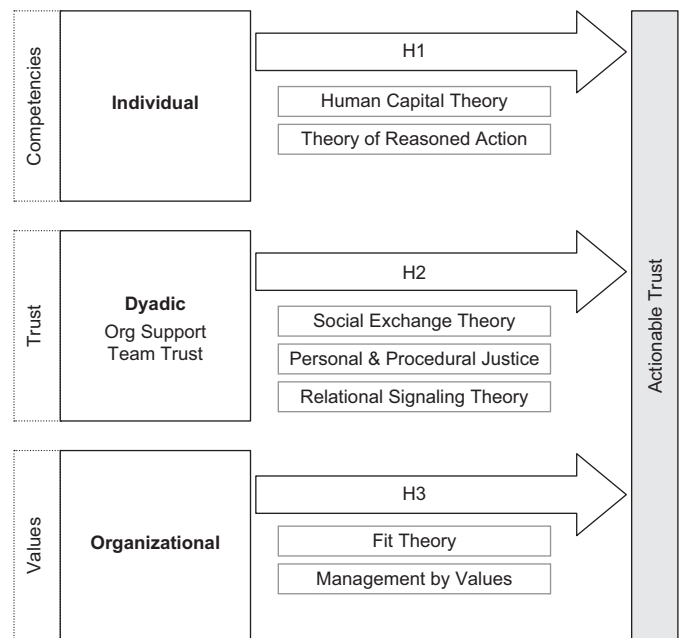 Competencies
Individual
H1
Human Capital Theory
Theory of Reasoned Action
Trust
Dyadic
Org Support
Team Trust
H2
Social Exchange Theory
Personal & Procedural Justice
Relational Signaling Theory
Values
Organizational
H3
Fit Theory
Management by Values
Actionable Trust